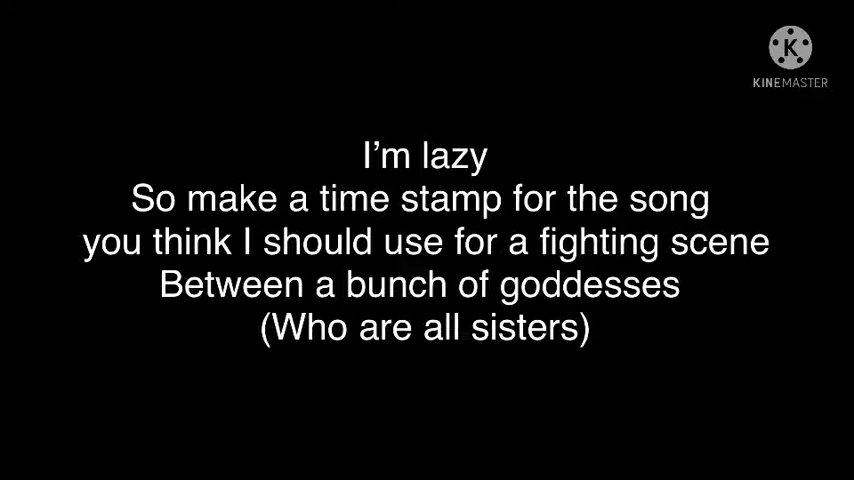 K
KINEMASTER
I'm lazy
So make a time stamp for the song
you think I should use for a fighting scene
Between a bunch of goddesses
(Who are all sisters)